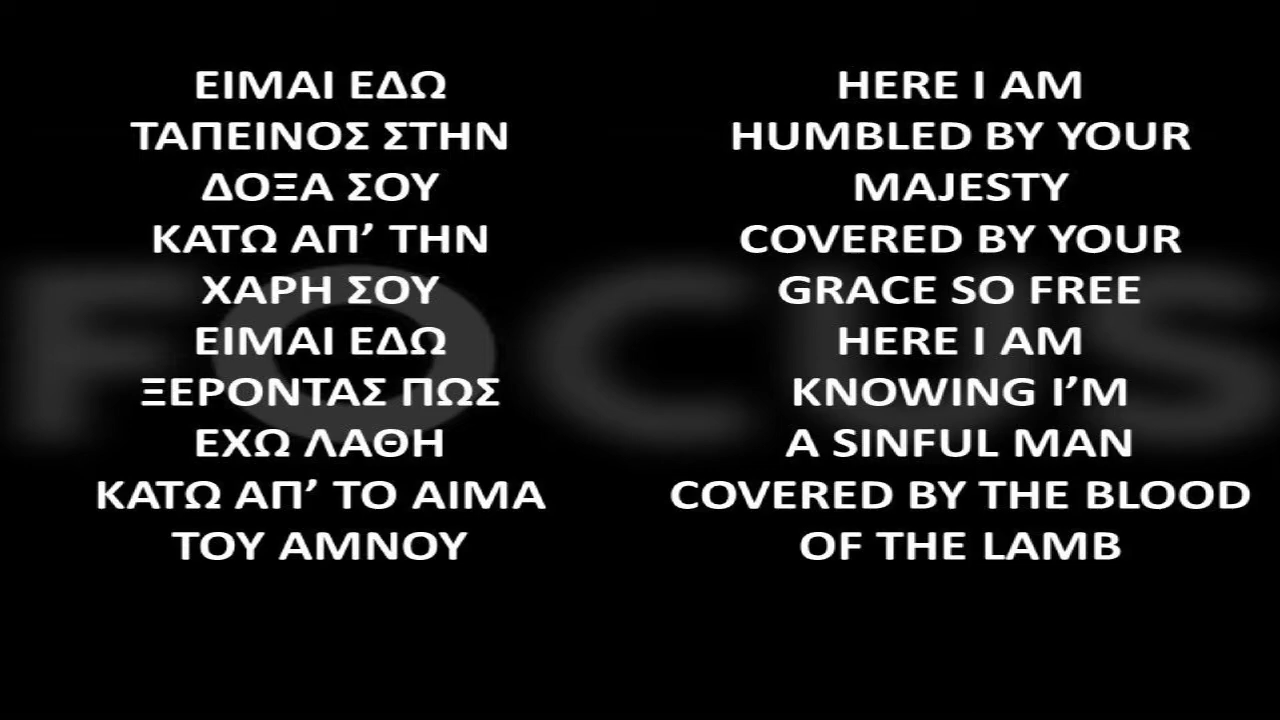 ΕΙΜΑΙ ΕΔΩ
ΤΑΠΕΙΝΟΣ ΣΤΗΝ
ΔΟΞΑ ΣΟΥ
ΚΑΤΩ ΑΠ’ ΤΗΝ
ΧΑΡΗ ΣΟΥ
ΕΙΜΑΙ ΕΔΩ
ΞΕΡΟΝΤΑΣ ΠΩΣ
ΕΧΩ ΛΑΘΗ
ΚΑΤΩ ΑΠ’ ΤΟ ΑΙΜΑ
ΤΟΥ ΑΜΝΟΥ
HERE I AM
HUMBLED BY YOUR
MAJESTY
COVERED BY YOUR
GRACE SO FREE
HERE I AM
KNOWING I’M
A SINFUL MAN
COVERED BY THE BLOOD
OF THE LAMB
FOCUS